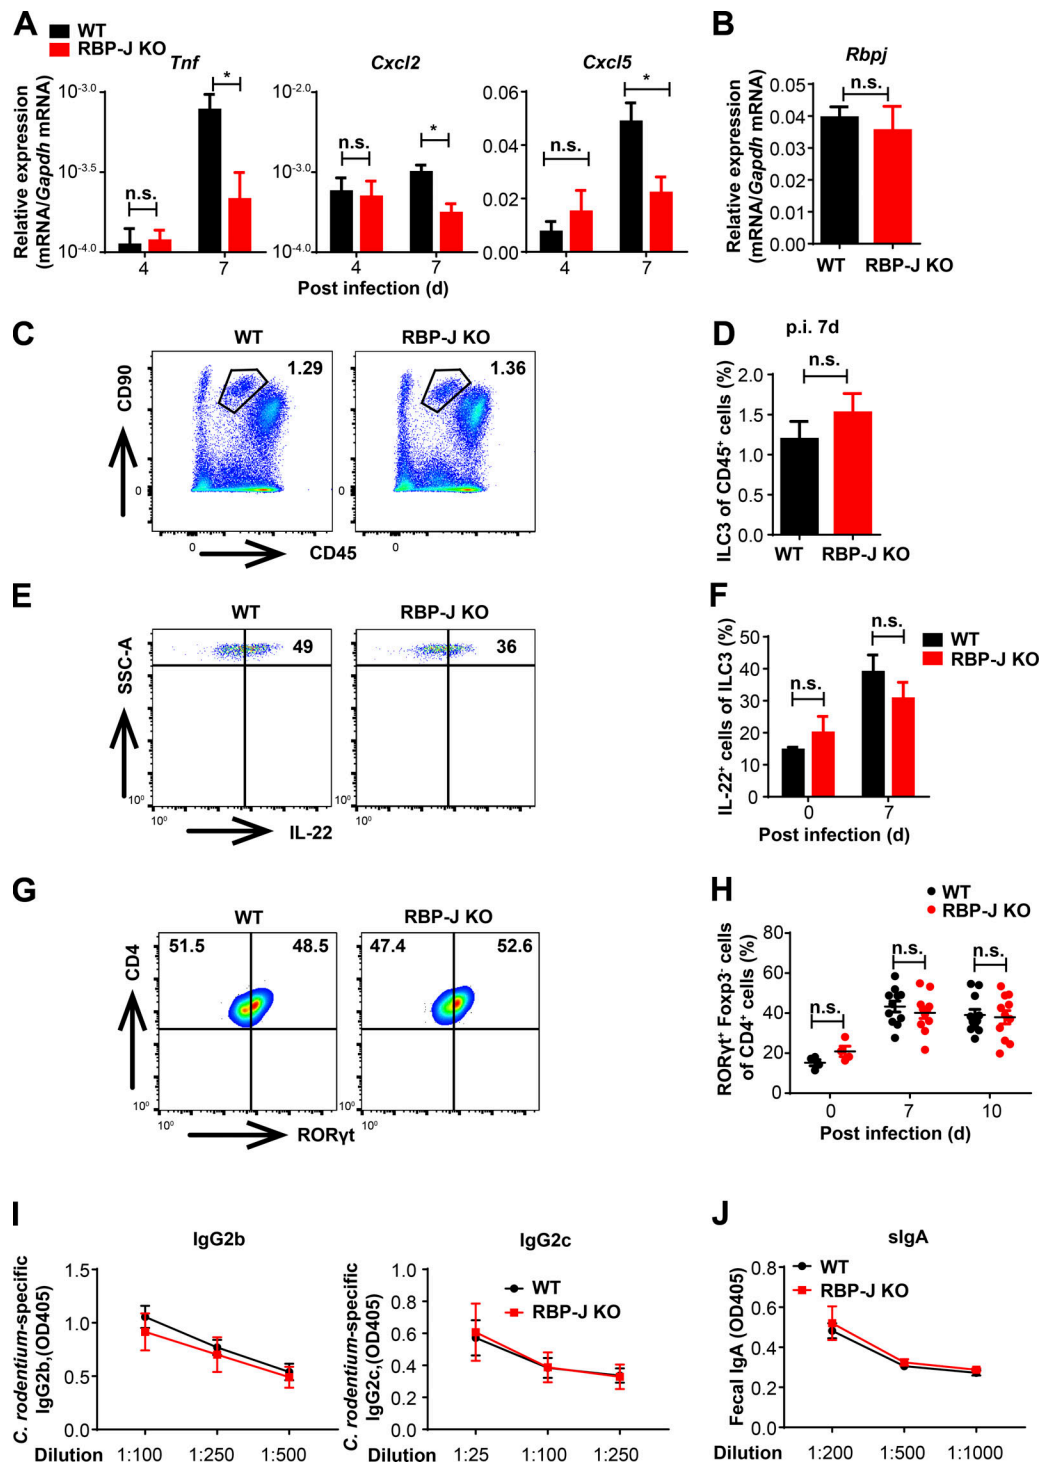 A
WT
RBP-J KO
Tnf
Cxcl2
Cxcl5
Relative expression
(mRNA/Gapdh mRNA)
10-3.0
10-3.5
10-4.0
*
n.s.
4
7
10-2.0
10-3.0
10-4.0
n.s.
*
4
7
0.06
0.04
0.02
0.00
n.s.
*
4
7
Post infection (d)
B
Rbpj
Relative expression
(mRNA/Gapdh mRNA)
0.05
0.04
0.03
0.02
0.01
0.00
n.s.
WT
RBP-J KO
C
WT
RBP-J KO
CD90
1.29
1.36
0
0
0
0
CD45
D
p.i. 7d
n.s.
ILC3 of CD45+ cells (%)
2.0
1.5
1.0
0.5
0.0
WT
RBP-J KO
E
WT
RBP-J KO
SSC-A
49
36
10⁰
10⁰
10⁰
10⁰
IL-22
F
IL-22+ cells of ILC3 (%)
50
40
30
20
10
0
n.s.
n.s.
WT
RBP-J KO
0
7
Post infection (d)
G
WT
RBP-J KO
CD4
51.5
48.5
47.4
52.6
10⁰
10⁰
10⁰
10⁰
RORγt
H
WT
RBP-J KO
RORγt+ Foxp3- cells
of CD4+ cells (%)
80
60
40
20
0
n.s.
n.s.
n.s.
0
7
10
Post infection (d)
I
IgG2b
C. rodentium-specific
IgG2b,(OD405)
1.5
1.0
0.5
0.0
Dilution
1:100
1:250
1:500
IgG2c
C. rodentium-specific
IgG2c,(OD405)
1.0
0.8
0.6
0.4
0.2
0.0
WT
RBP-J KO
1:25
1:100
1:250
J
sIgA
Fecal IgA (OD405)
0.8
0.6
0.4
0.2
0.0
WT
RBP-J KO
Dilution
1:200
1:500
1:1000